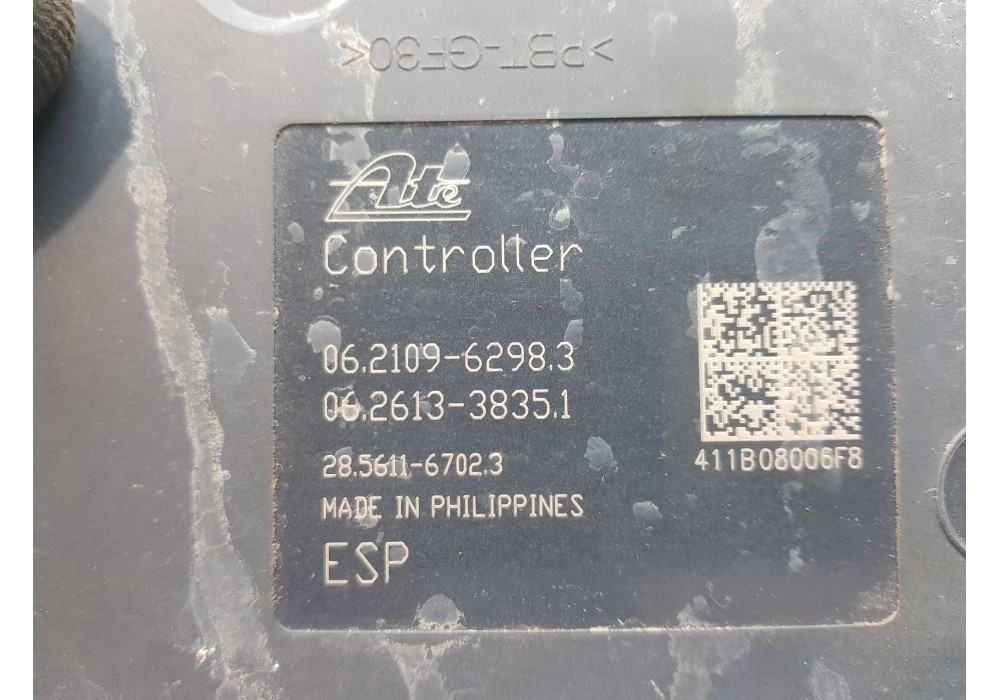 >PBT-GF30<
Ate
Controller
06.2109-6298.3
06.2613-3835.1
28.5611-6702.3
MADE IN PHILIPPINES
ESP
411B08006F8